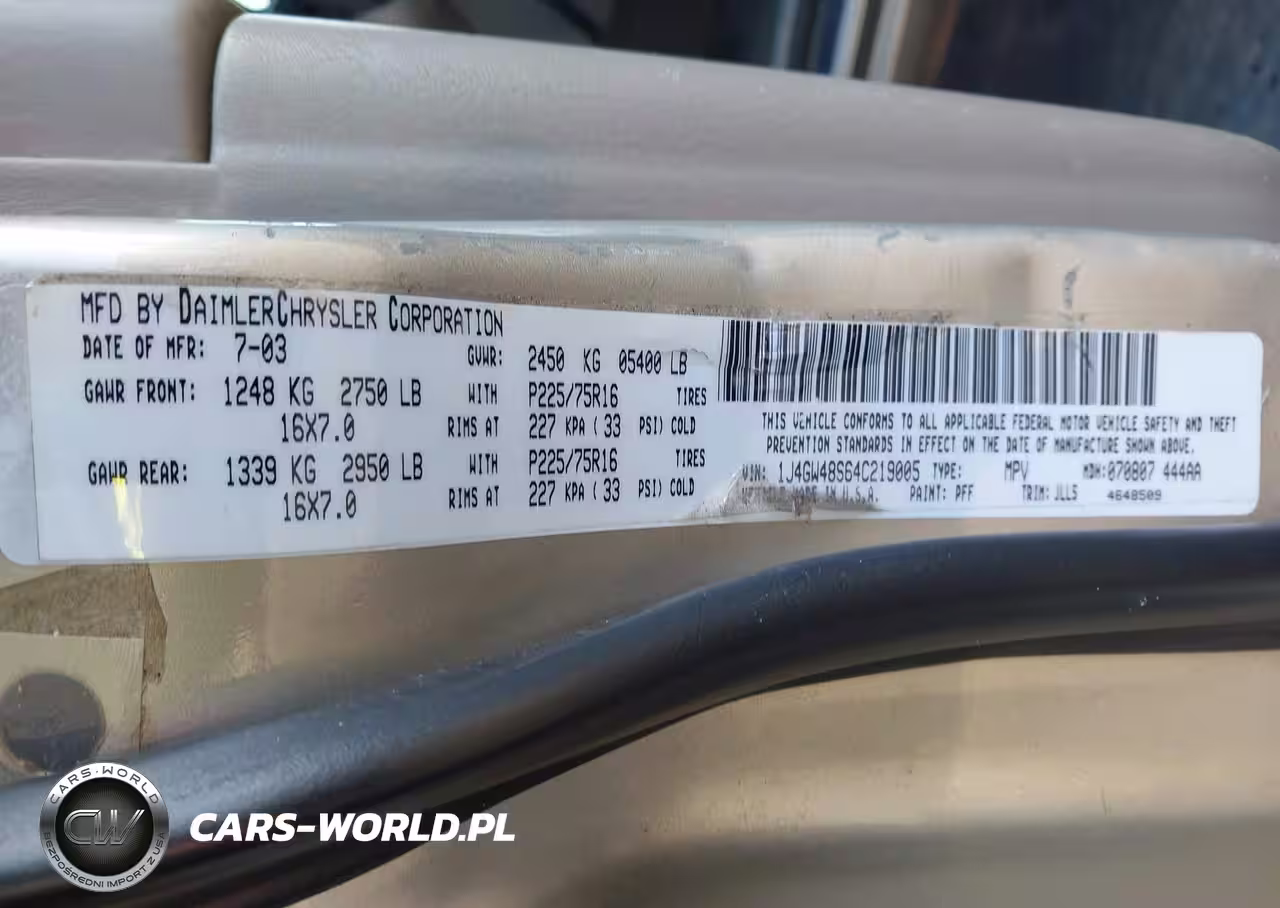 MFD BY DAIMLERCHRYSLER CORPORATION
DATE OF MFR: 7-03 GVWR: 2450 KG 05400 LB
GAWR FRONT: 1248 KG 2750 LB WITH P225/75R16 TIRES
16X7.0 RIMS AT 227 KPA ( 33 PSI) COLD
GAWR REAR: 1339 KG 2950 LB WITH P225/75R16 TIRES
16X7.0 RIMS AT 227 KPA ( 33 PSI) COLD
THIS VEHICLE CONFORMS TO ALL APPLICABLE FEDERAL MOTOR VEHICLE SAFETY AND THEFT
PREVENTION STANDARDS IN EFFECT ON THE DATE OF MANUFACTURE SHOWN ABOVE.
VIN: 1J4GW48S64C219005 TYPE: MPV MDH: 070807 444AA
VEHICLE MADE IN U.S.A. PAINT: PFF TRIM: JLLS 4648509
CARS-WORLD
CW
BEZPOŚREDNI IMPORT Z USA
CARS-WORLD.PL